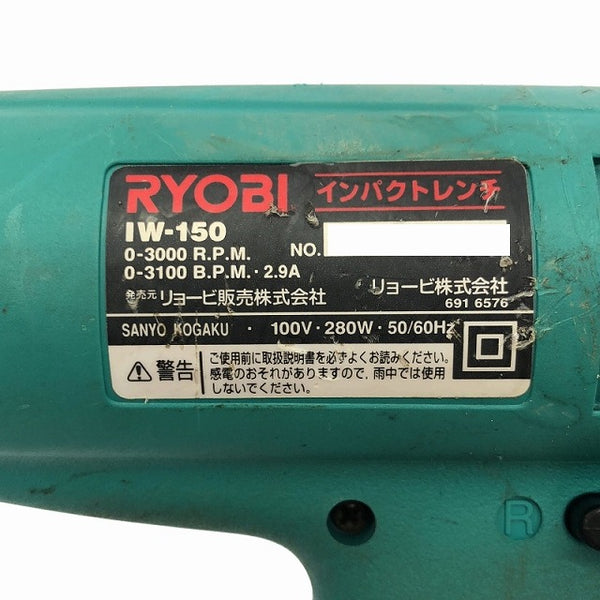 RYOBI インパクトレンチ
IW-150
0-3000 R.P.M. NO.
0-3100 B.P.M.・2.9A
発売元 リョービ販売株式会社 リョービ株式会社
691 6576
SANYO KOGAKU ・ 100V・280W・50/60Hz
警告 ご使用前に取扱説明書を必ずよくお読みください。
感電のおそれがありますので、雨中では使用
しないでください。
R